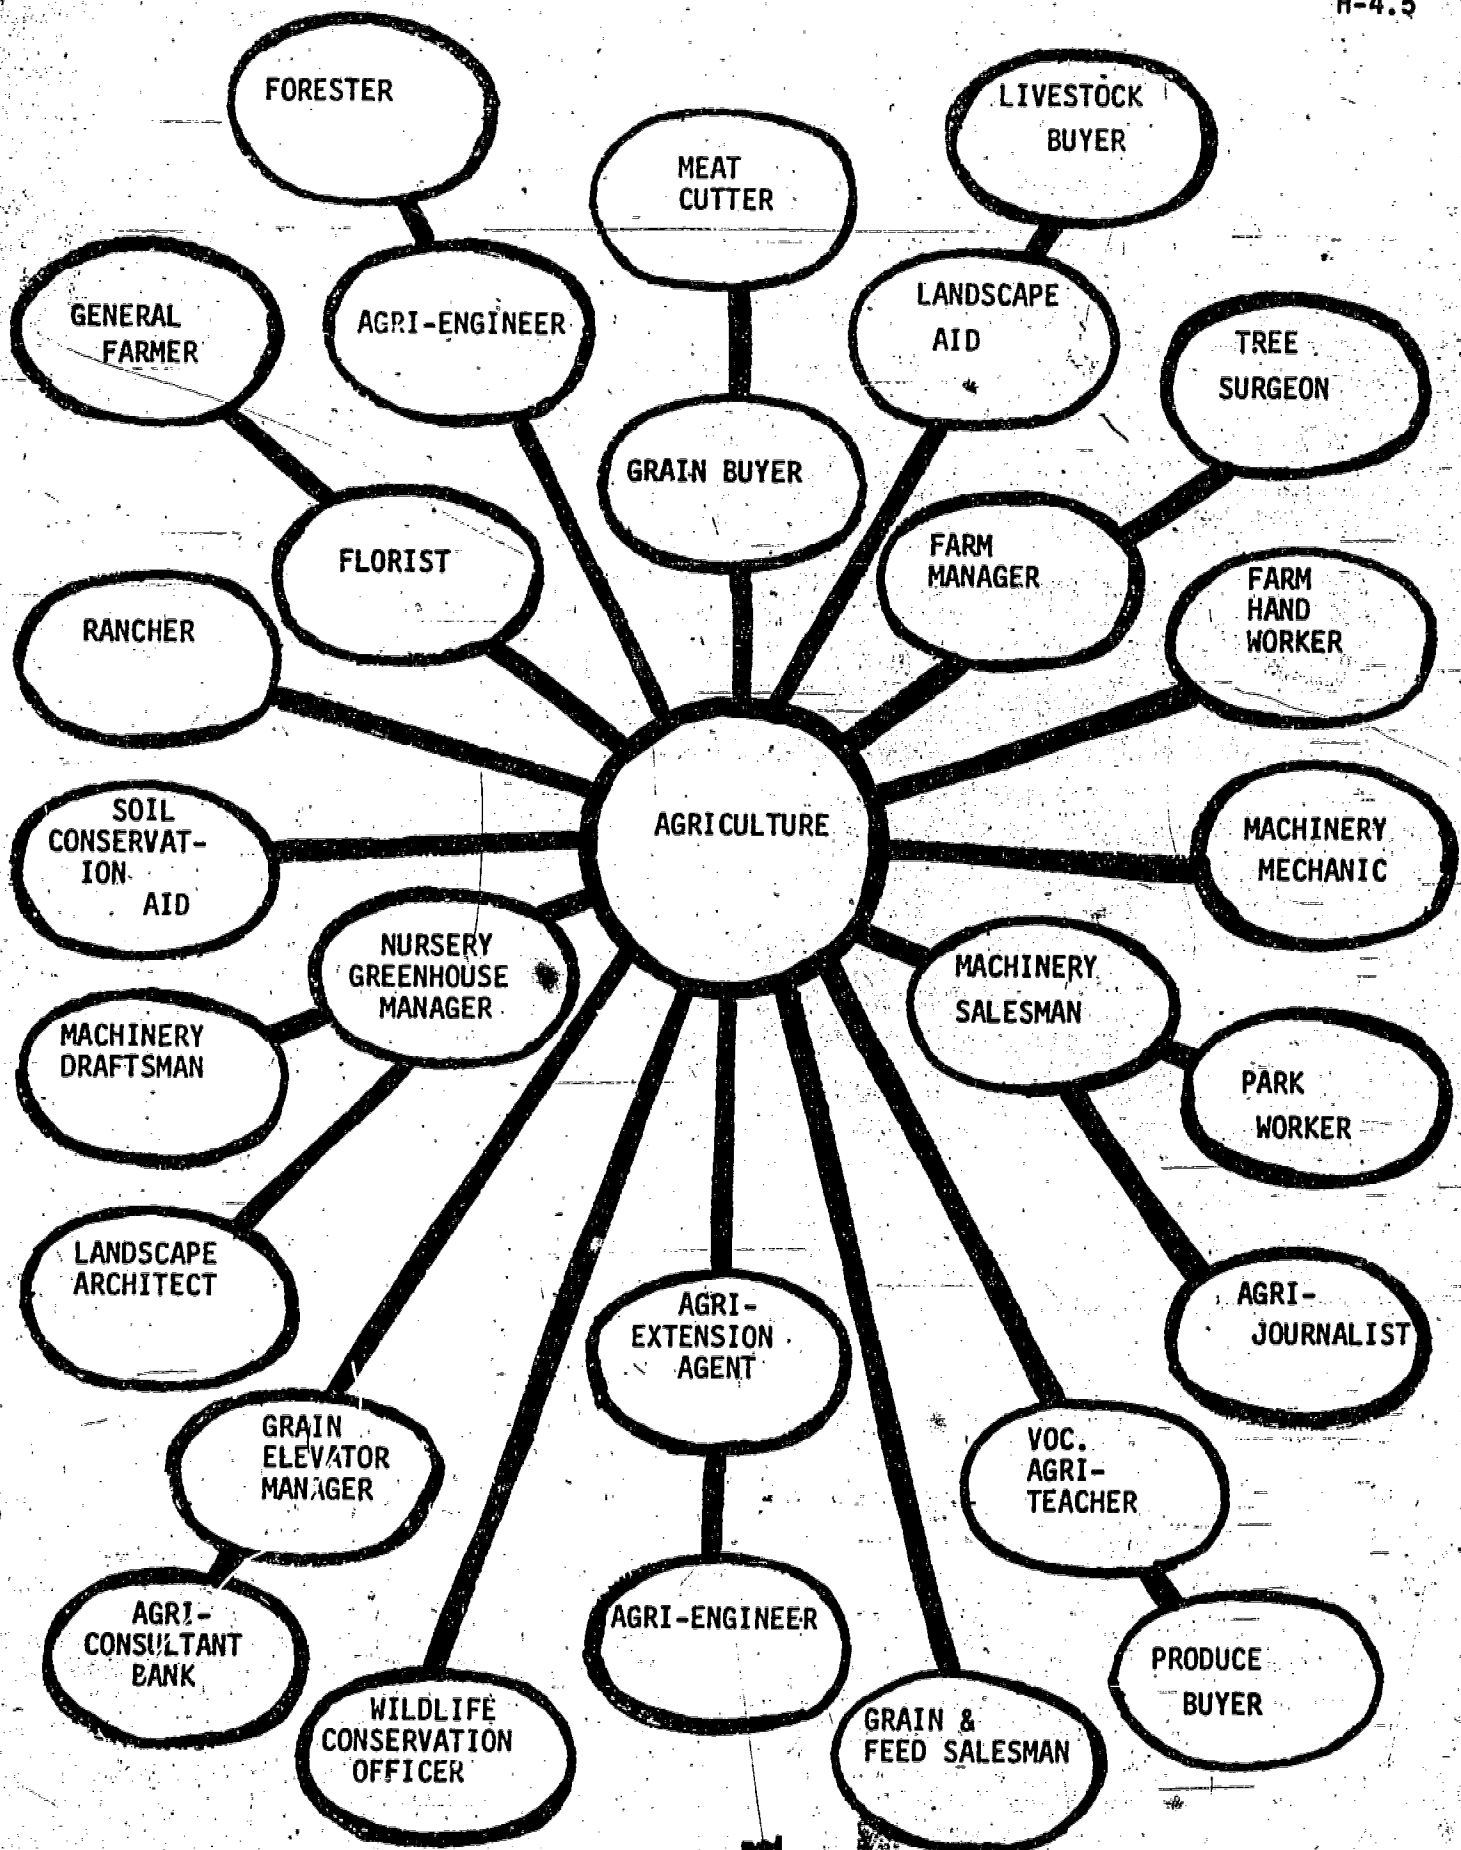 H-4.5
FORESTER
LIVESTOCK
BUYER
MEAT
CUTTER
GENERAL
FARMER
AGRI-ENGINEER
LANDSCAPE
AID
TREE
SURGEON
GRAIN BUYER
FLORIST
FARM
MANAGER
RANCHER
FARM
HAND
WORKER
SOIL
CONSERVAT-
ION
AID
AGRICULTURE
MACHINERY
MECHANIC
NURSERY
GREENHOUSE
MANAGER
MACHINERY
SALESMAN
MACHINERY
DRAFTSMAN
PARK
WORKER
LANDSCAPE
ARCHITECT
AGRI-
EXTENSION
AGENT
AGRI-
JOURNALIST
GRAIN
ELEVATOR
MANAGER
VOC.
AGRI-
TEACHER
AGRI-
CONSULTANT
BANK
AGRI-ENGINEER
PRODUCE
BUYER
WILDLIFE
CONSERVATION
OFFICER
GRAIN &
FEED SALESMAN